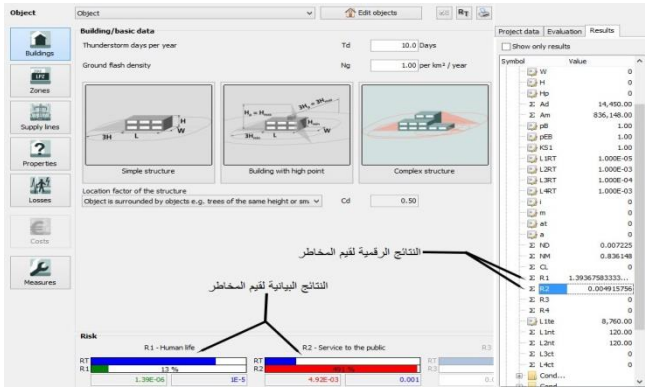 Object
Object
Edit objects
Building/basic data
Thunderstorm days per year
Td
10.0 Days
Ground flash density
Ng
1.00 per km² / year
H
3H
L
W
Simple structure
Building with high point
Complex structure
Location factor of the structure
Object is surrounded by objects e.g. trees of the same height or sm
Cd
0.50
Buildings
LPZ
Zones
Supply lines
Properties
Losses
Costs
Measures
النتائج الرقمية لقيم المخاطر
النتائج البيانية لقيم المخاطر
Risk
R1 - Human life
RT
R1
13 %
1.39E-06
1E-5
R2 - Service to the public
RT
R2
4.92E-03
0.001
R3
RT
R3
Project data
Evaluation
Results
Show only results
Symbol Value
W 0
H 0
Hp 0
Σ Ad 14,450.00
Σ Am 836,148.00
pB 1.00
pEB 1.00
KS1 1.00
L1RT 1.000E-05
L2RT 1.000E-03
L3RT 1.000E-04
L4RT 1.000E-03
i 0
m 0
at 0
a 0
Σ ND 0.007225
Σ NM 0.836148
Σ CL 0
Σ R1 1.39367583333...
Σ R2 0.004915756
Σ R3 0
Σ R4 0
L1te 8,760.00
Σ L1nt 120.00
Σ L2nt 120.00
Σ L3ct 0
Σ L4ct 0
Cond...